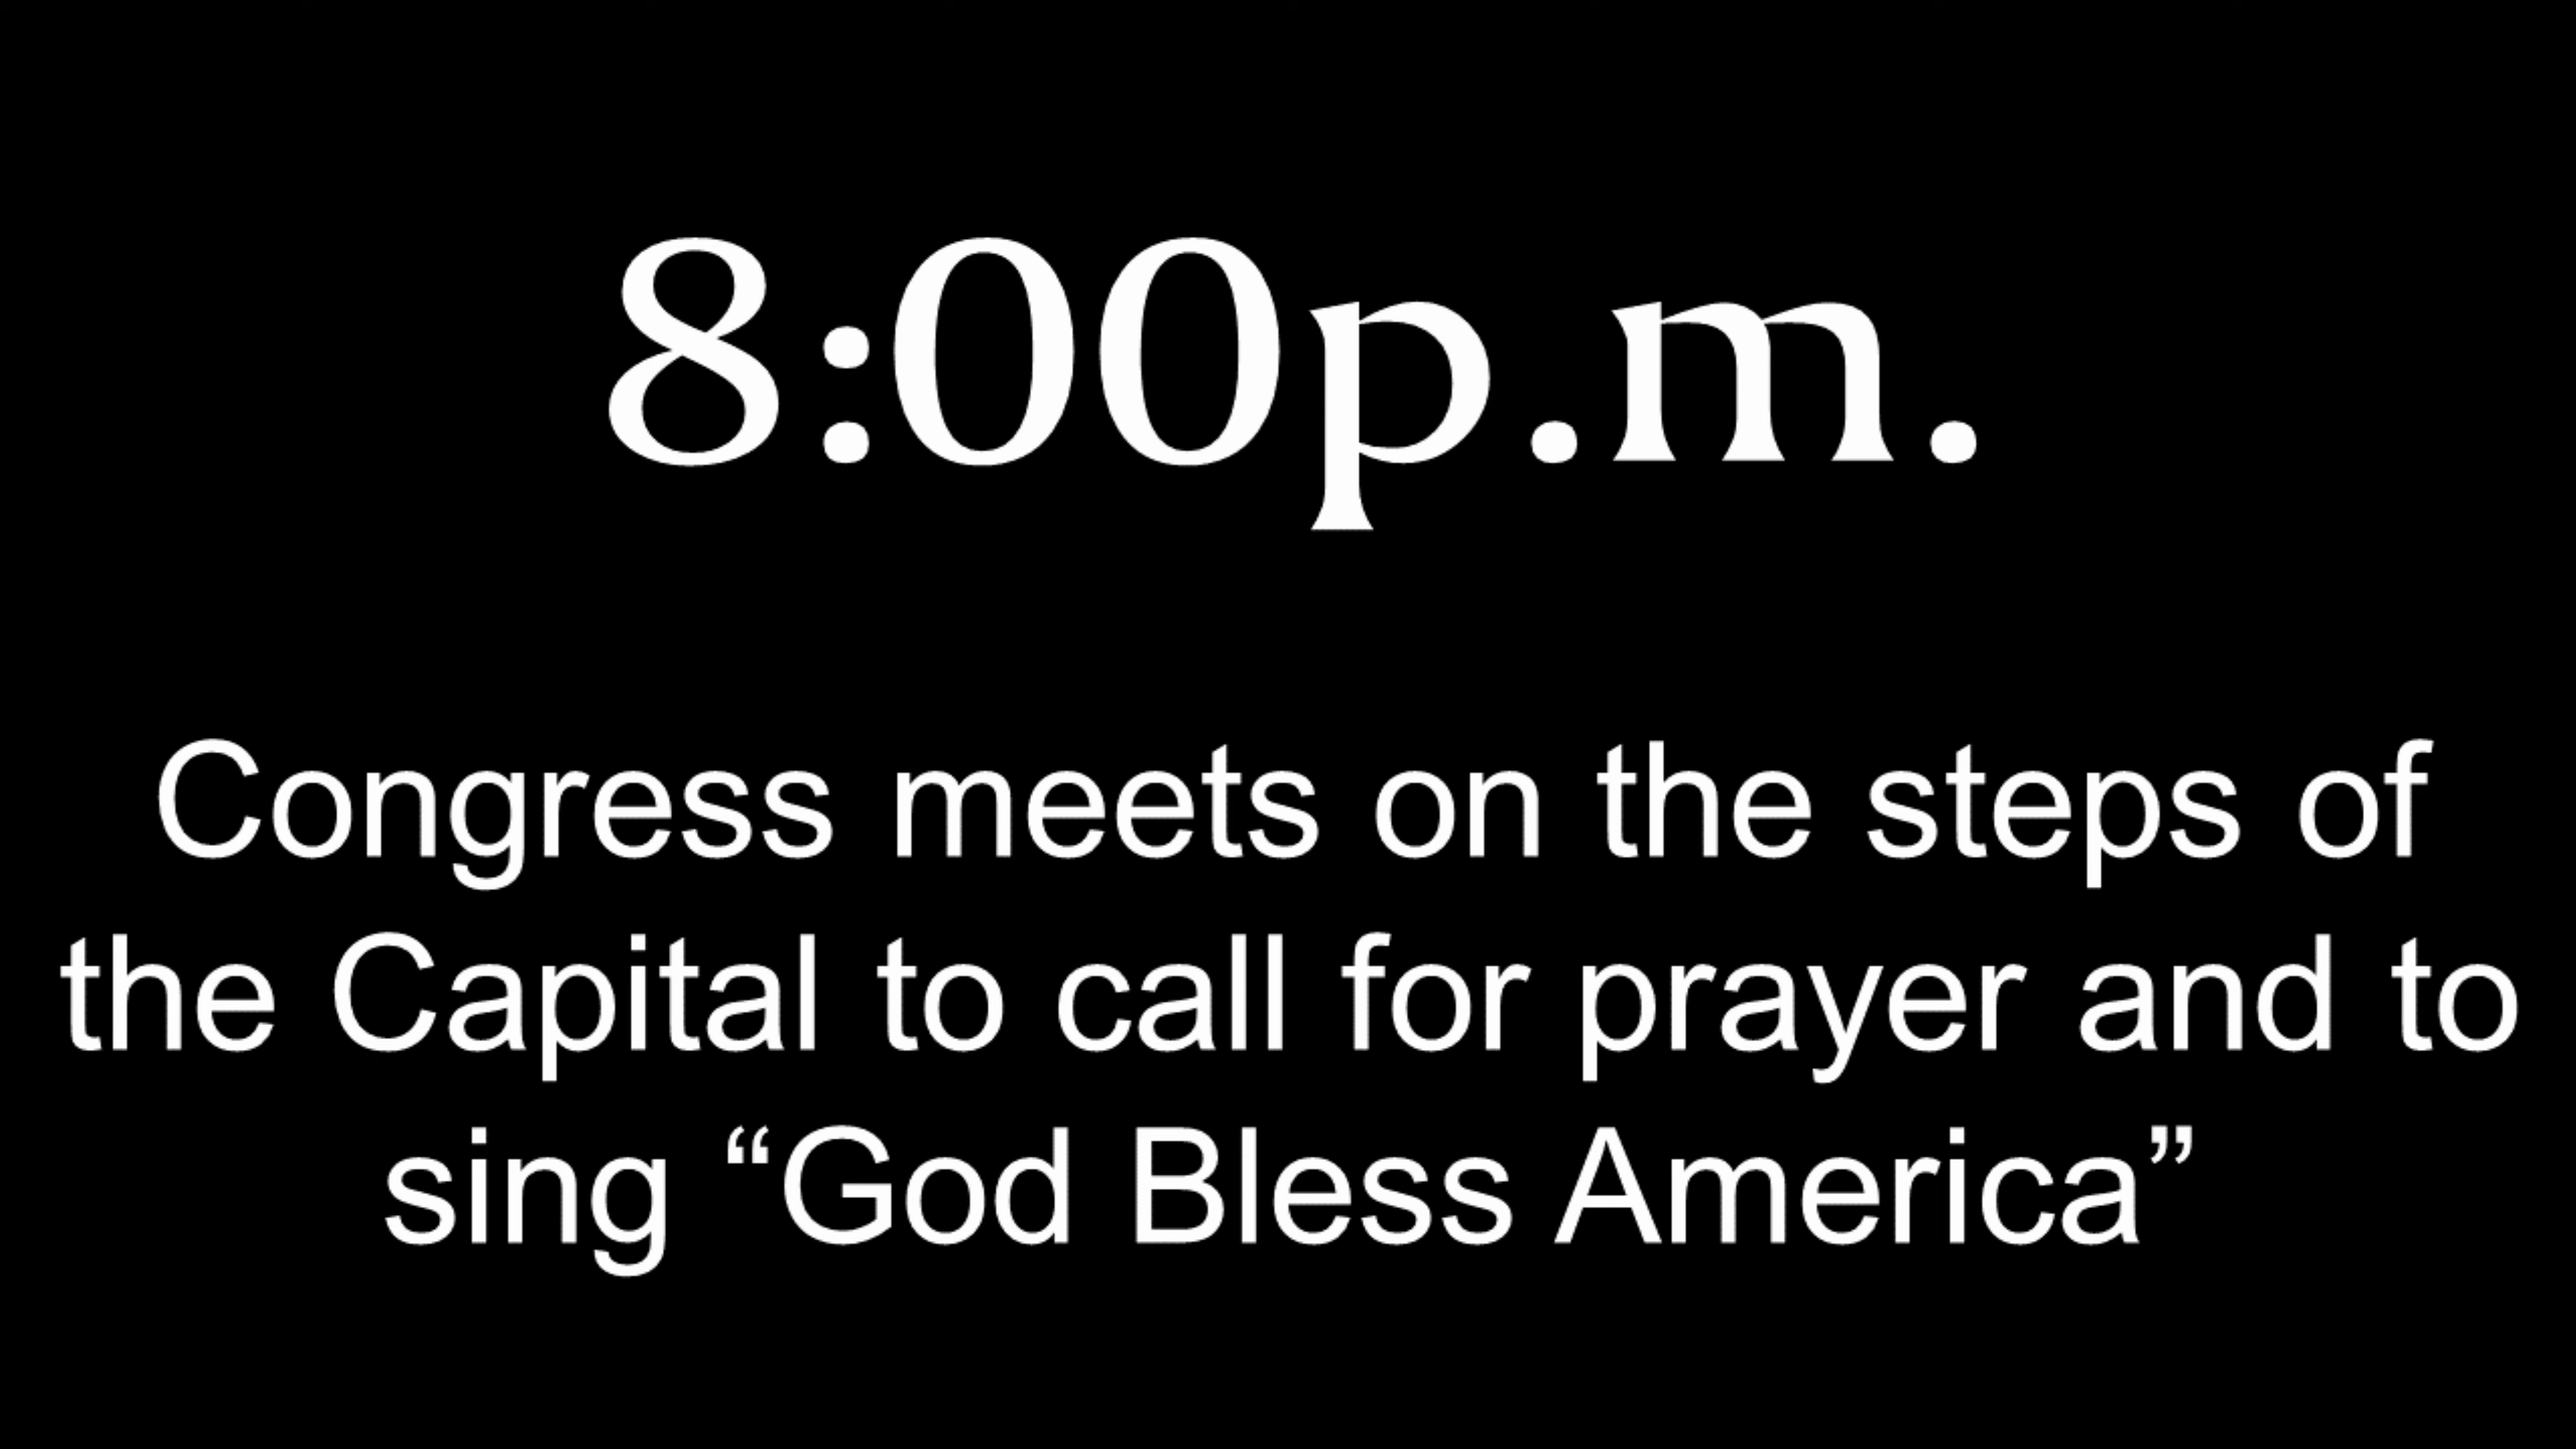 8:00p.m.
Congress meets on the steps of
the Capital to call for prayer and to
sing “God Bless America”